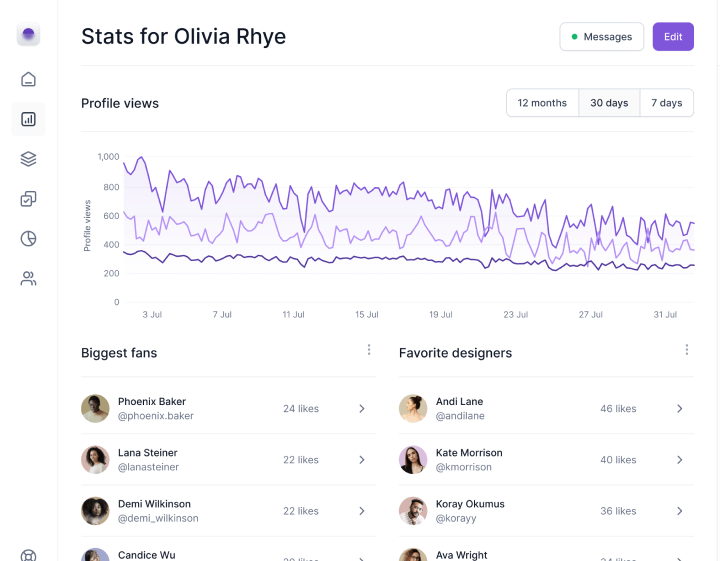 Stats for Olivia Rhye
Messages
Edit
Profile views
12 months
30 days
7 days
1,000
800
600
400
200
0
Profile views
3 Jul
7 Jul
11 Jul
15 Jul
19 Jul
23 Jul
27 Jul
31 Jul
Biggest fans
Phoenix Baker
@phoenix.baker
24 likes
Lana Steiner
@lanasteiner
22 likes
Demi Wilkinson
@demi_wilkinson
22 likes
Candice Wu
Favorite designers
Andi Lane
@andilane
46 likes
Kate Morrison
@kmorrison
40 likes
Koray Okumus
@korayy
36 likes
Ava Wright